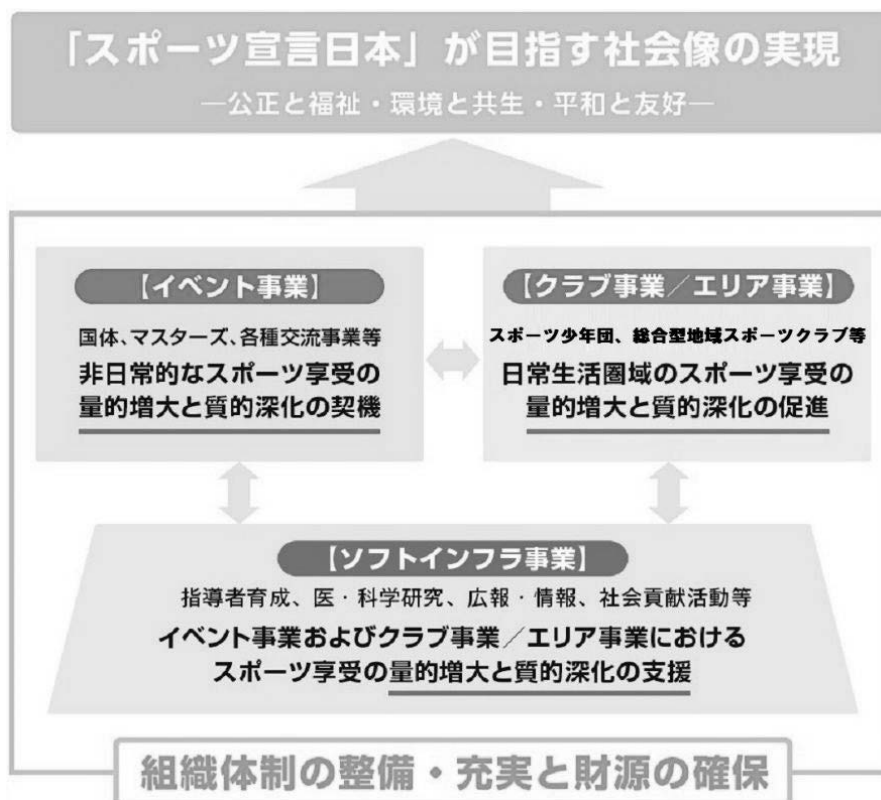 「スポーツ宣言日本」が目指す社会像の実現
―公正と福祉・環境と共生・平和と友好―
【イベント事業】
国体、マスターズ、各種交流事業等
非日常的なスポーツ享受の
量的増大と質的深化の契機
【クラブ事業／エリア事業】
スポーツ少年団、総合型地域スポーツクラブ等
日常生活圏域のスポーツ享受の
量的増大と質的深化の促進
【ソフトインフラ事業】
指導者育成、医・科学研究、広報・情報、社会貢献活動等
イベント事業およびクラブ事業／エリア事業における
スポーツ享受の量的増大と質的深化の支援
組織体制の整備・充実と財源の確保